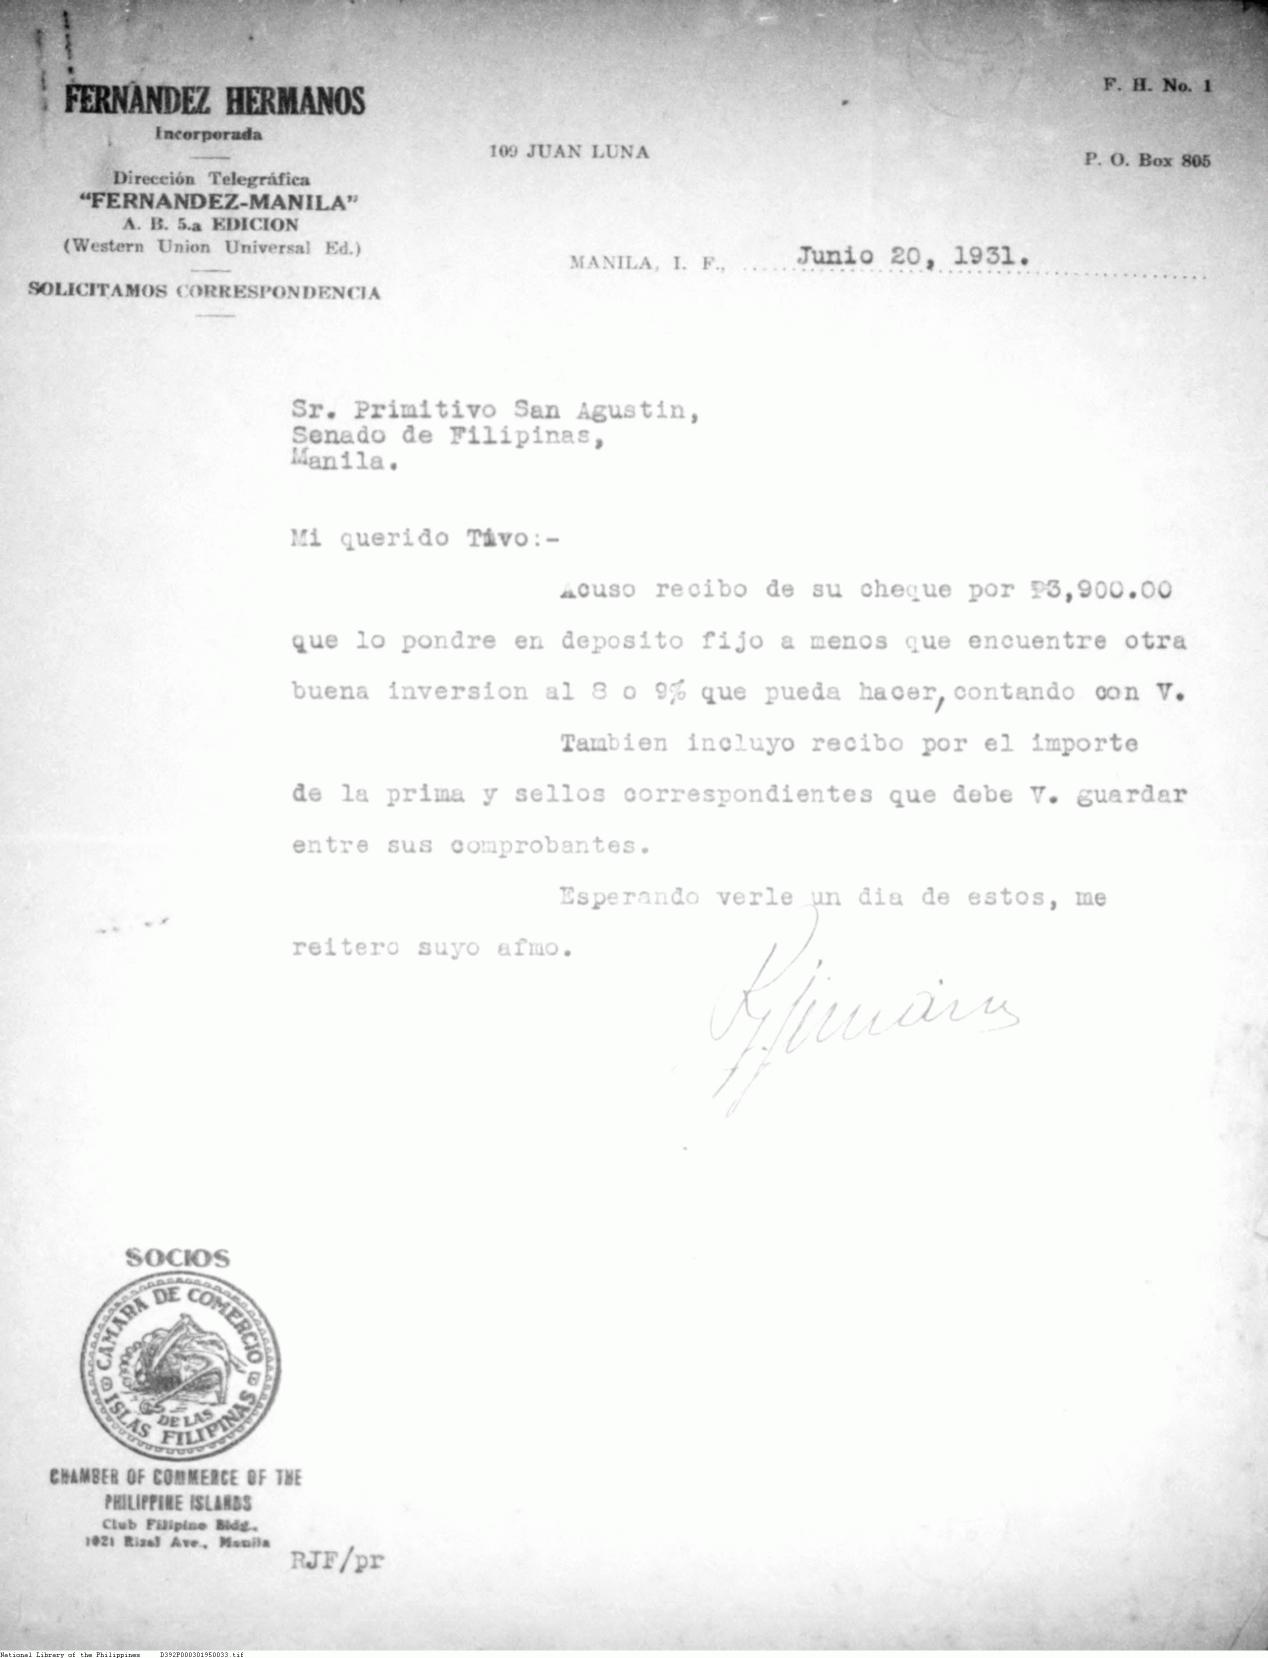 FERNANDEZ HERMANOS
Incorporada
Dirección Telegráfica
“FERNANDEZ-MANILA”
A. B. 5.a EDICION
(Western Union Universal Ed.)
SOLICITAMOS CORRESPONDENCIA
109 JUAN LUNA
F. H. No. 1
P. O. Box 805
MANILA, I. F., Junio 20, 1931.
Sr. Primitivo San Agustin,
Senado de Filipinas,
Manila.
Mi querido Tivo:-
Acuso recibo de su cheque por ₱3,900.00
que lo pondre en deposito fijo a menos que encuentre otra
buena inversion al 8 o 9% que pueda hacer, contando con V.
Tambien incluyo recibo por el importe
de la prima y sellos correspondientes que debe V. guardar
entre sus comprobantes.
Esperando verle un dia de estos, me
reitero suyo afmo.
SOCIOS
CAMARA DE COMERCIO
DE LAS
ISLAS FILIPINAS
CHAMBER OF COMMERCE OF THE
PHILIPPINE ISLANDS
Club Filipino Bldg.,
1021 Rizal Ave., Manila
RJF/pr
National Library of the Philippines D392P000301950033.tif